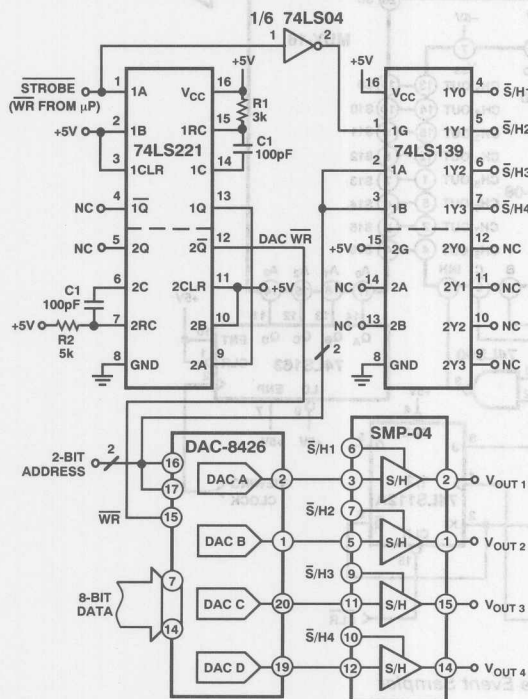 1/6 74LS04
1
2
+5V
+5V
STROBE
(WR FROM µP)
1
1A
VCC
16
R1
3k
2
1B
1RC
15
+5V
74LS221
C1
100pF
3
1CLR
1C
14
NC
4
1Q
1Q
13
NC
5
2Q
2Q
12
DAC WR
C1
100pF
6
2C
2CLR
11
+5V
+5V
R2
5k
7
2RC
2B
10
8
GND
2A
9
16
VCC
1Y0
4
S/H1
1
1G
1Y1
5
S/H2
74LS139
2
1A
1Y2
6
S/H3
3
1B
1Y3
7
S/H4
+5V
15
2G
2Y0
12
NC
NC
14
2A
2Y1
11
NC
NC
13
2B
2Y2
10
NC
8
GND
2Y3
9
NC
2
2-BIT
ADDRESS
2
DAC-8426
SMP-04
16
17
WR
15
8-BIT
DATA
7
14
DAC A
2
S/H1
6
3
S/H
2
VOUT 1
DAC B
1
S/H2
7
5
S/H
1
VOUT 2
DAC C
20
S/H3
9
11
S/H
15
VOUT 3
DAC D
19
S/H4
10
12
S/H
14
VOUT 4